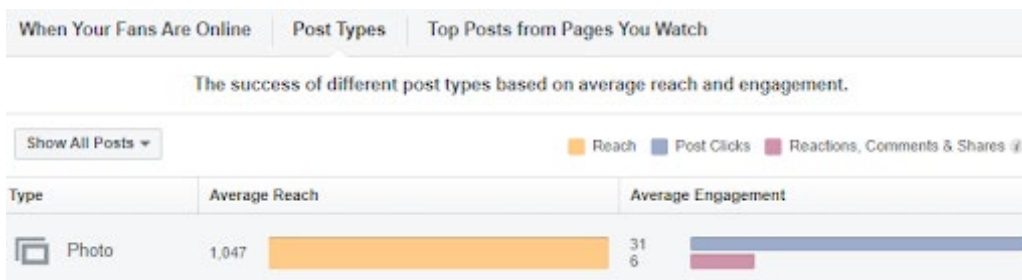 When Your Fans Are Online Post Types Top Posts from Pages You Watch
The success of different post types based on average reach and engagement.
Show All Posts Reach Post Clicks Reactions, Comments & Shares i
Type Average Reach Average Engagement
Photo 1,047 31
6